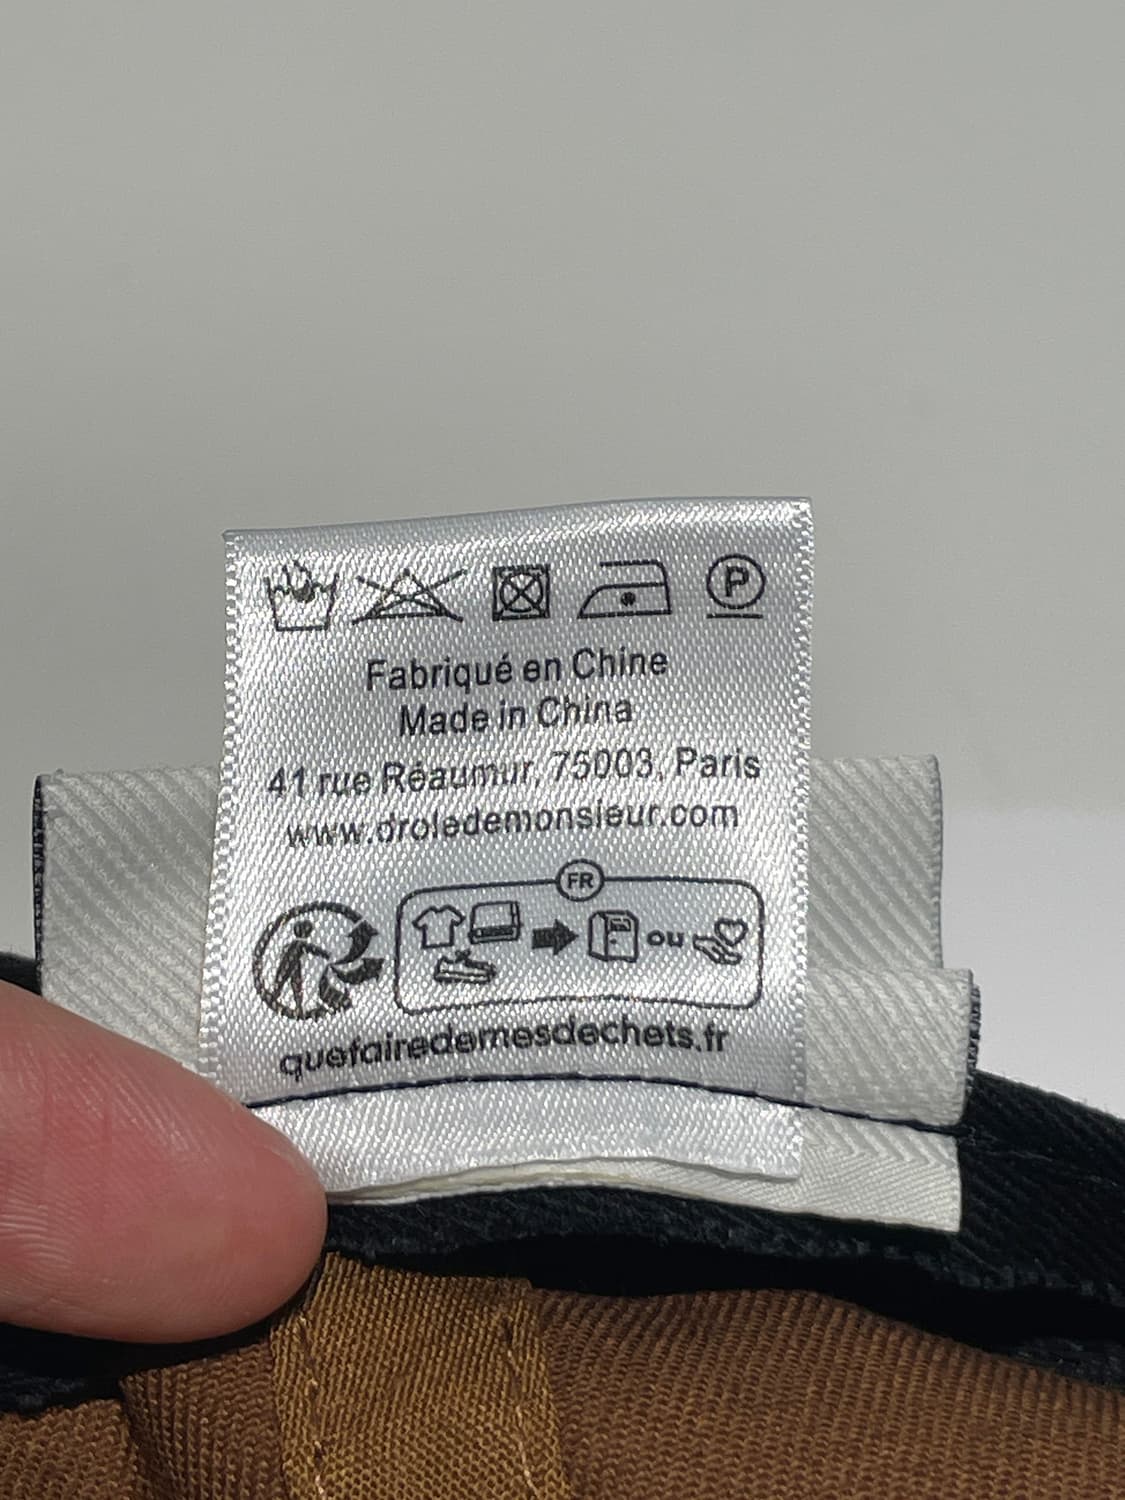 P
Fabriqué en Chine
Made in China
41 rue Réaumur, 75003, Paris
www.droledemonsieur.com
FR
ou
quefairedemesdechets.fr